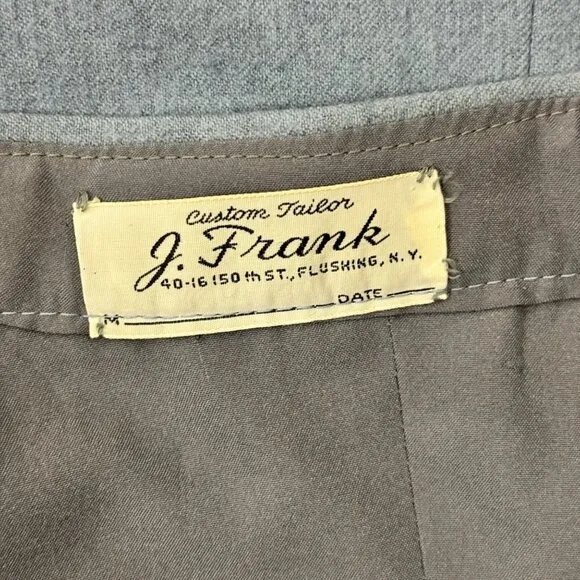 Custom Tailor
J. Frank
40-16 150th ST., FLUSHING, N.Y.
M DATE